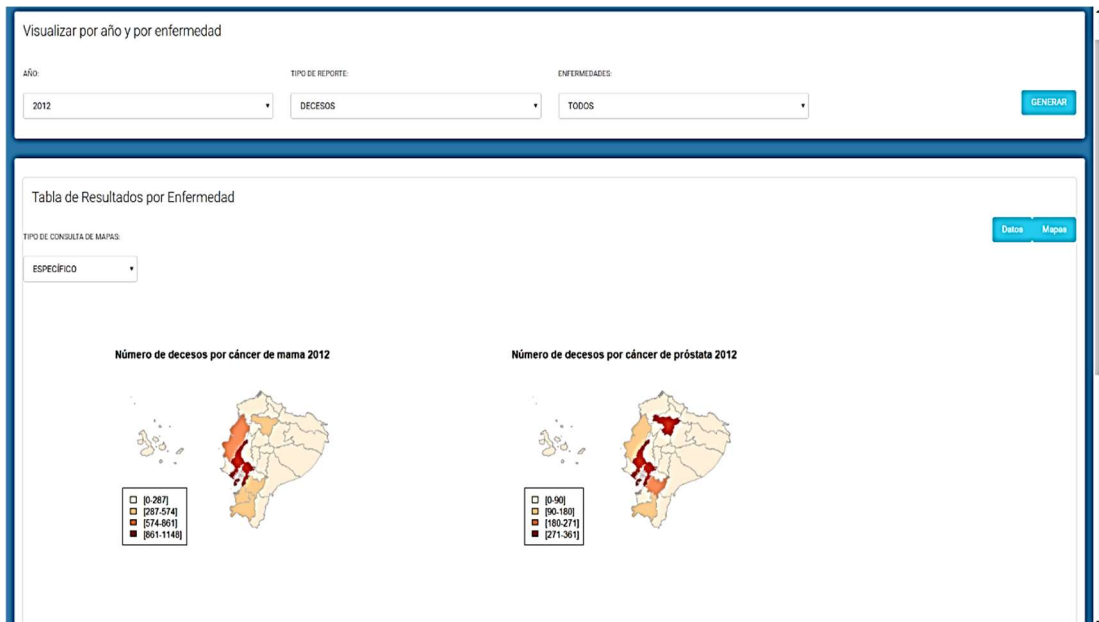 Visualizar por año y por enfermedad
AÑO: TIPO DE REPORTE: ENFERMEDADES:
2012 DECESOS TODOS GENERAR
Tabla de Resultados por Enfermedad
TIPO DE CONSULTA DE MAPAS: Datos Mapas
ESPECÍFICO
Número de decesos por cáncer de mama 2012
[0-287]
[287-574]
[574-861]
[861-1148]
Número de decesos por cáncer de próstata 2012
[0-90]
[90-180]
[180-271]
[271-361]